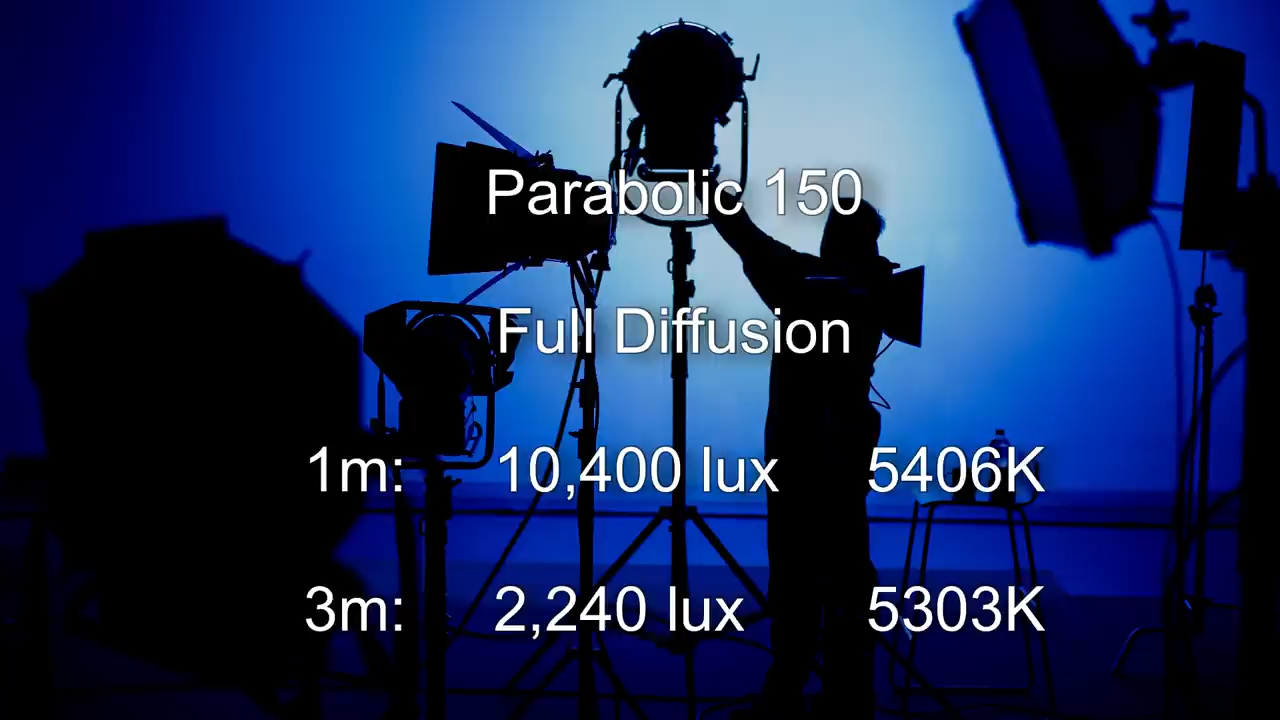 Parabolic 150
Full Diffusion
1m: 10,400 lux 5406K
3m: 2,240 lux 5303K